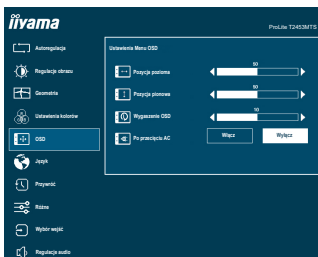 iiyama
ProLite T2453MTS
Autoregulacja
Regulacje obrazu
Geometria
Ustawienia kolorów
OSD
Język
Przywróć
Różne
Wybór wejść
Regulacja audio
Ustawienia Menu OSD
Pozycja pozioma
50
Pozycja pionowa
50
Wygaszenie OSD
10
Po przecięciu AC
Włącz
Wyłącz